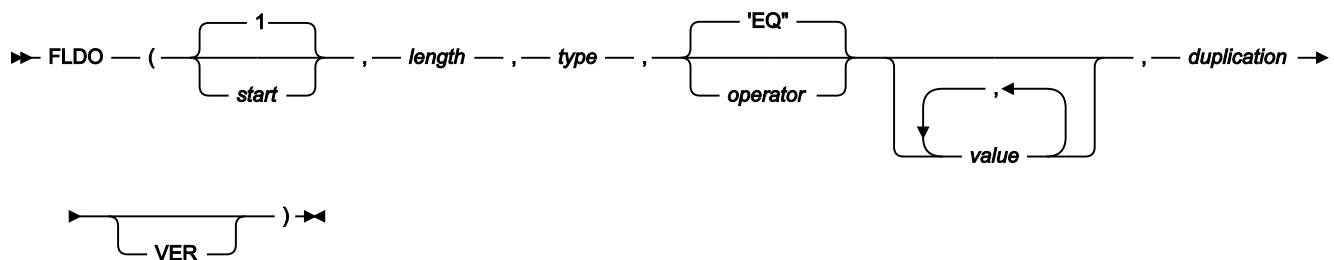 1 'EQ"
FLDO ( , length , type , , duplication
start operator ,
value
)
VER